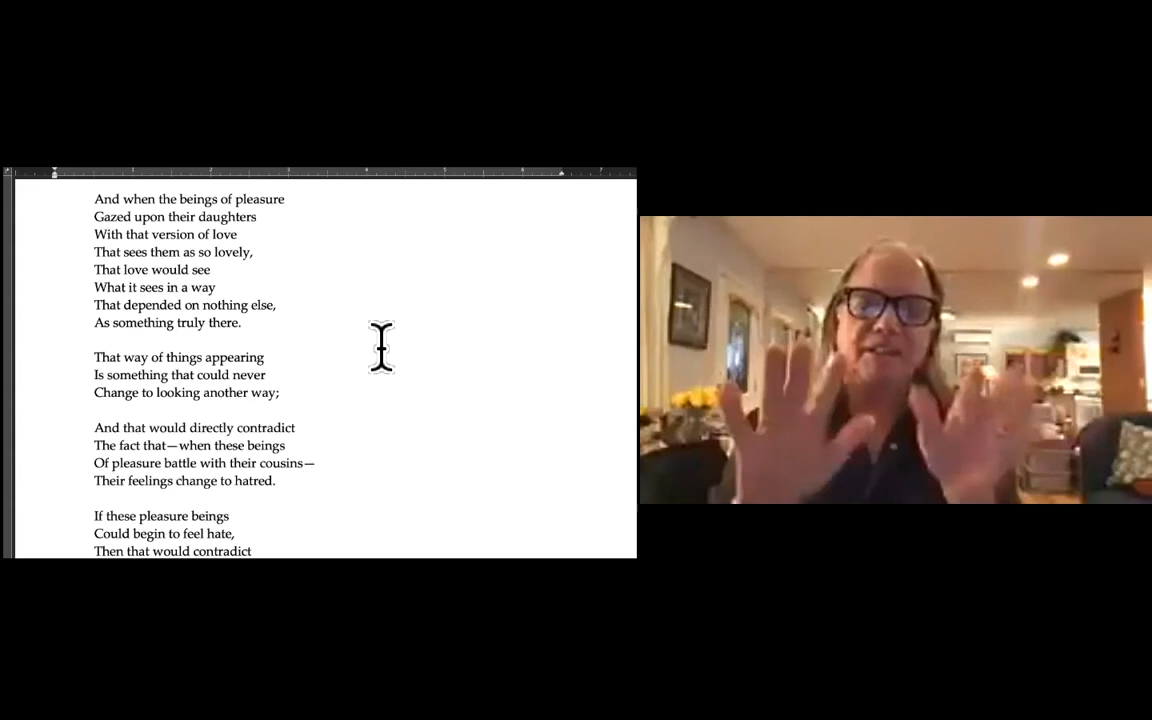 And when the beings of pleasure
Gazed upon their daughters
With that version of love
That sees them as so lovely,
That love would see
What it sees in a way
That depended on nothing else,
As something truly there.
That way of things appearing
Is something that could never
Change to looking another way;
And that would directly contradict
The fact that—when these beings
Of pleasure battle with their cousins—
Their feelings change to hatred.
If these pleasure beings
Could begin to feel hate,
Then that would contradict